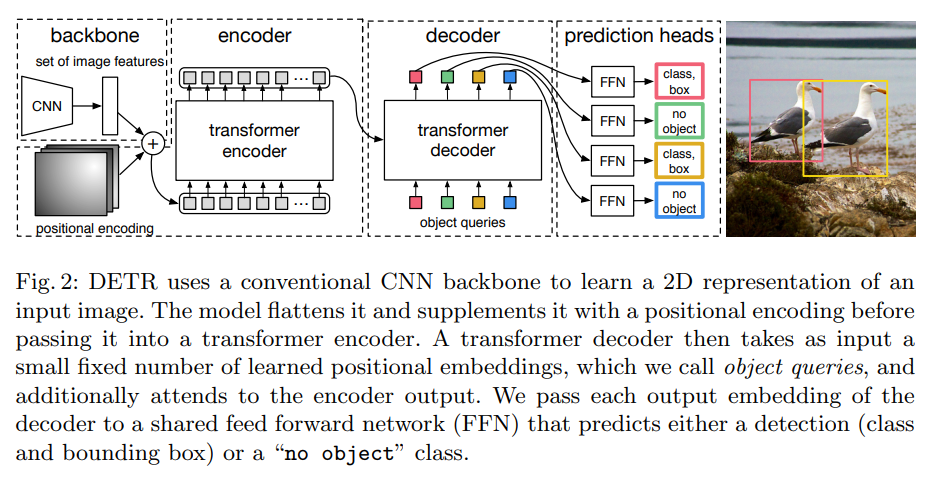 backbone
encoder
decoder
prediction heads
set of image features
CNN
+
positional encoding
...
transformer
encoder
...
transformer
decoder
object queries
FFN
class,
box
FFN
no
object
FFN
class,
box
FFN
no
object
Fig. 2: DETR uses a conventional CNN backbone to learn a 2D representation of an
input image. The model flattens it and supplements it with a positional encoding before
passing it into a transformer encoder. A transformer decoder then takes as input a
small fixed number of learned positional embeddings, which we call object queries, and
additionally attends to the encoder output. We pass each output embedding of the
decoder to a shared feed forward network (FFN) that predicts either a detection (class
and bounding box) or a “no object” class.